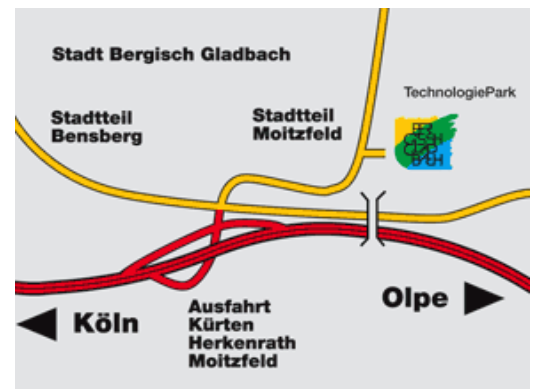 Stadt Bergisch Gladbach
TechnologiePark
Stadtteil
Bensberg
Stadtteil
Moitzfeld
Ausfahrt
Kürten
Herkenrath
Moitzfeld
Köln
Olpe